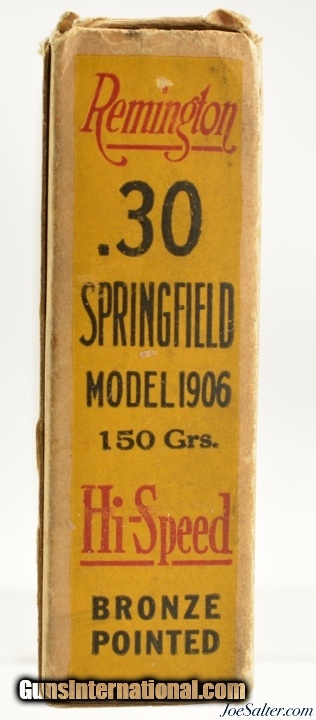 Remington
.30
SPRINGFIELD
MODEL 1906
150 Grs.
Hi-Speed
BRONZE
POINTED
GunsInternational.com
JoeSalter.com